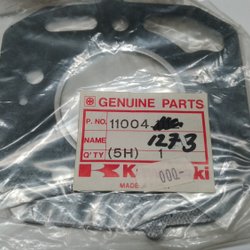 GENUINE PARTS
P. NO. 11004
NAME 1273
Q'TY (5H) 1
000.-
MADE